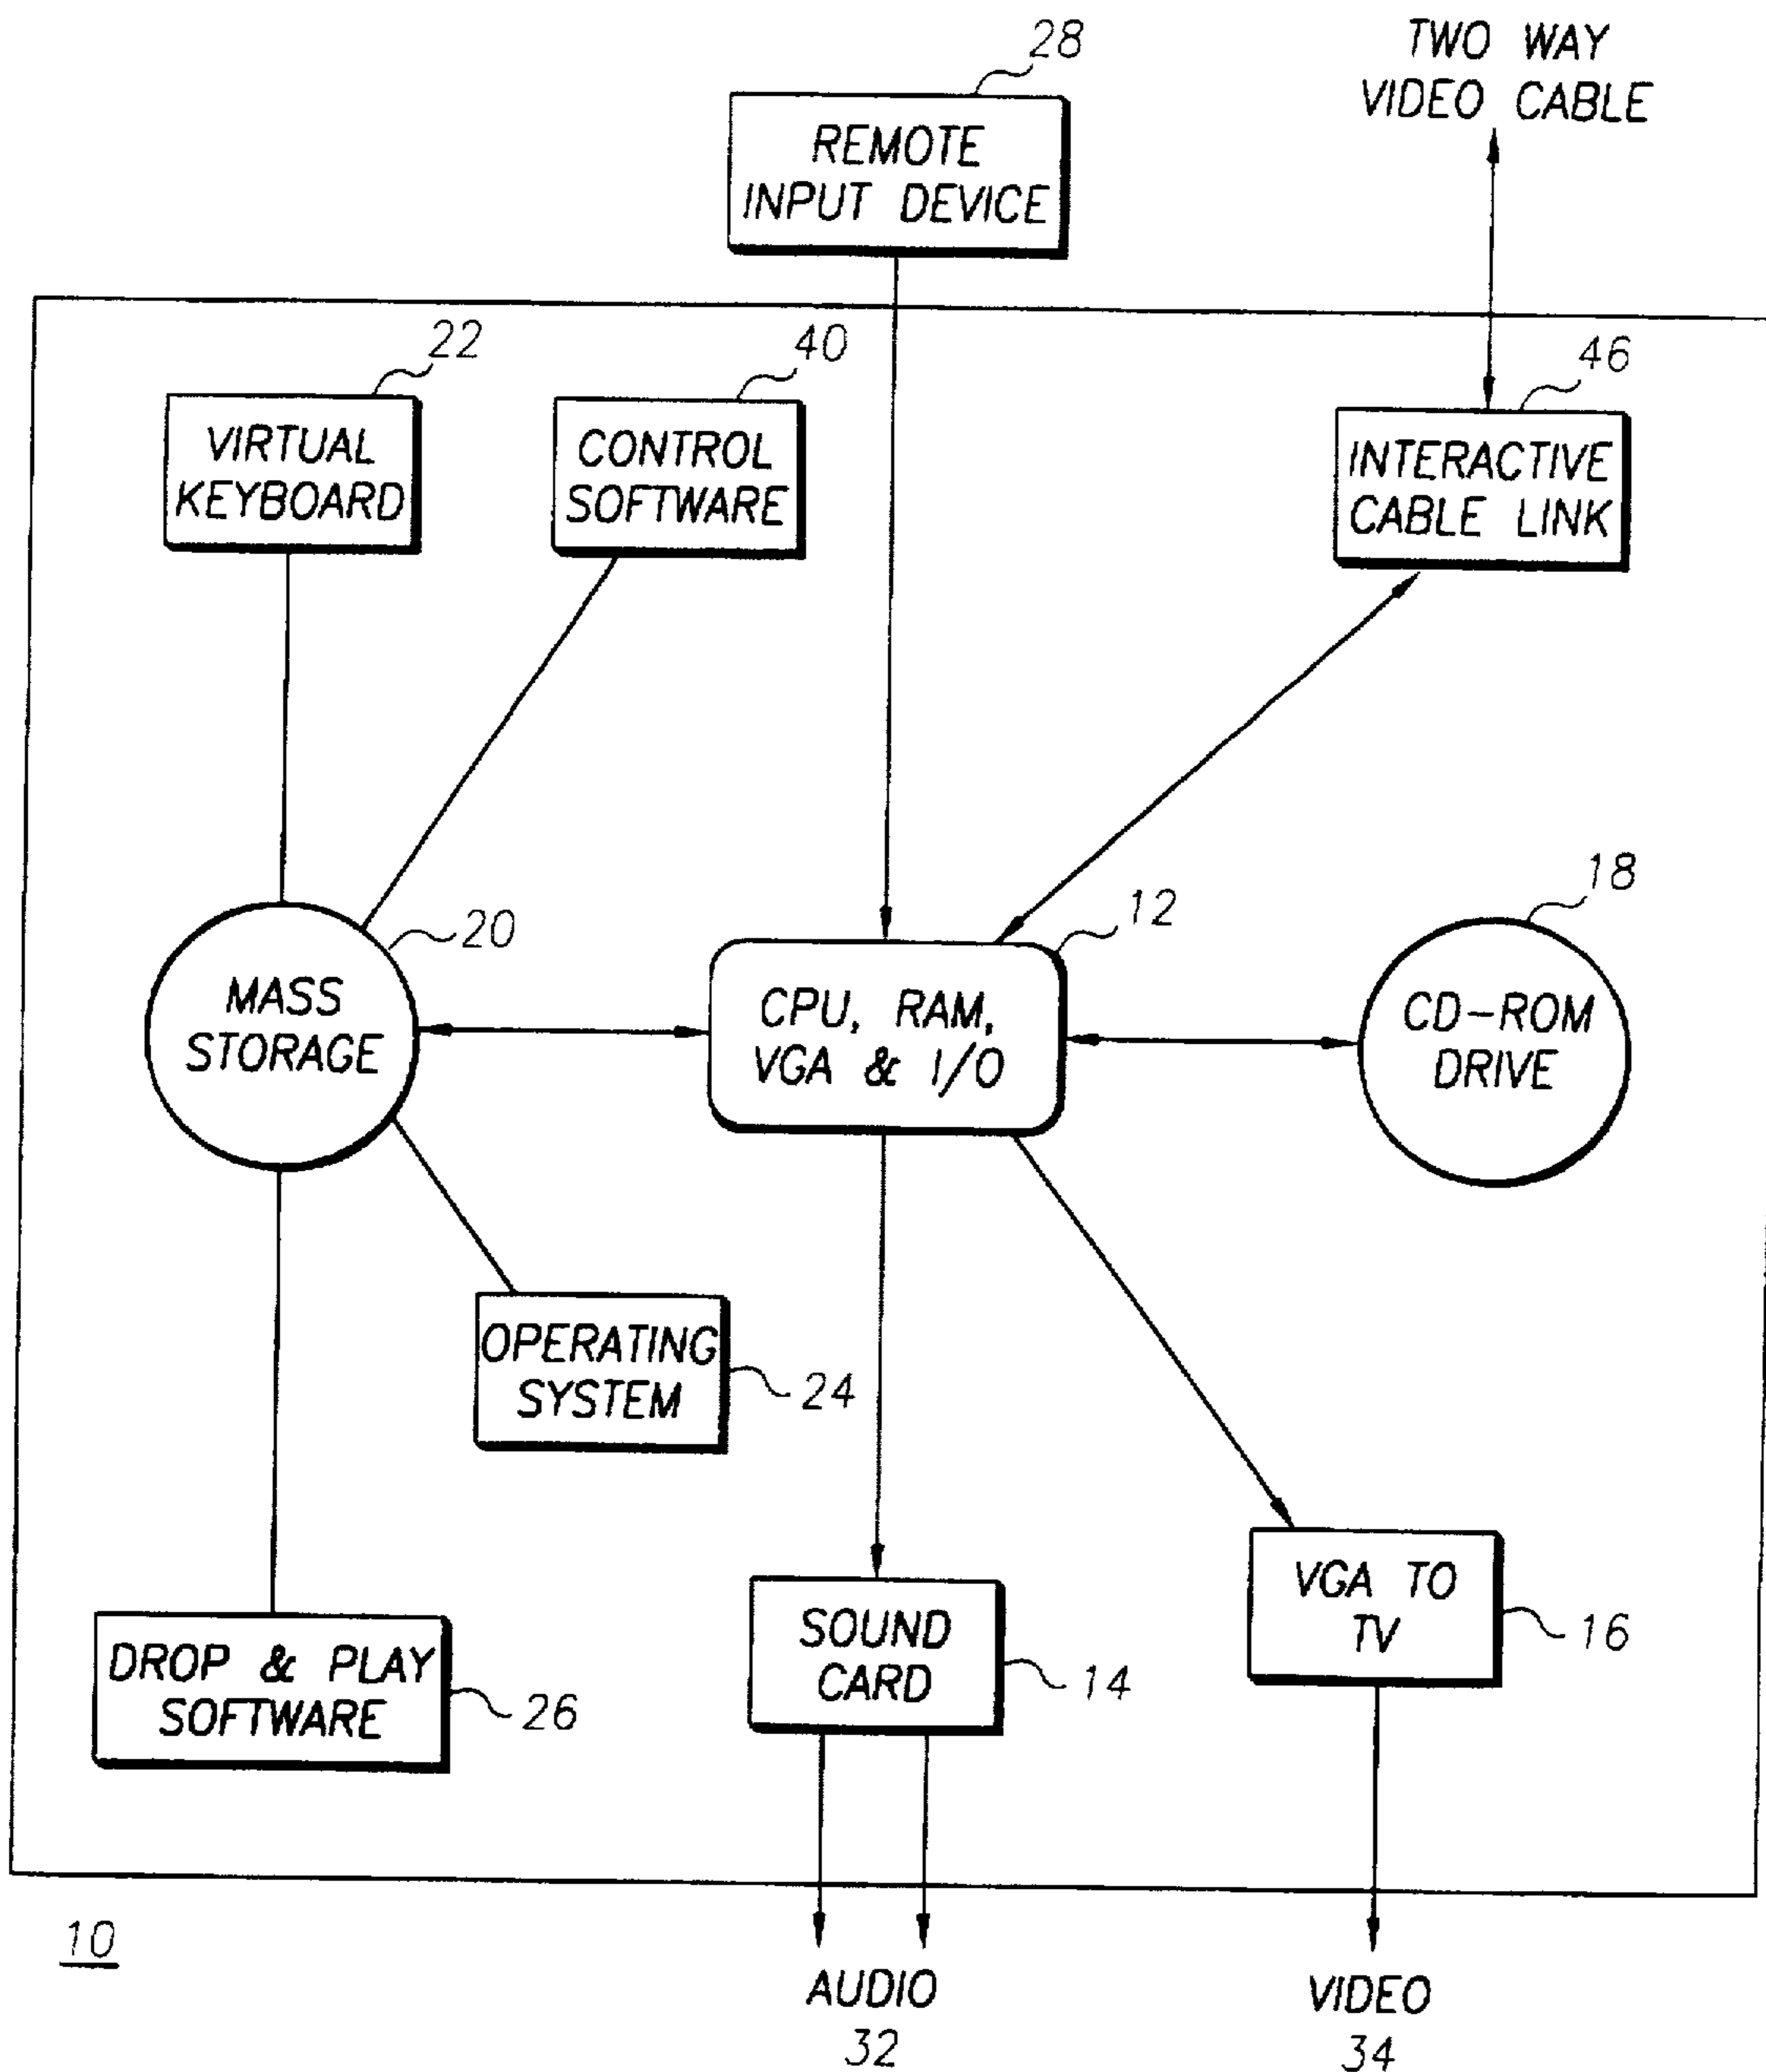 28
TWO WAY
VIDEO CABLE
REMOTE
INPUT DEVICE
22
40
46
VIRTUAL
KEYBOARD
CONTROL
SOFTWARE
INTERACTIVE
CABLE LINK
20
12
18
MASS
STORAGE
CPU, RAM,
VGA & I/O
CD-ROM
DRIVE
OPERATING
SYSTEM
24
VGA TO
TV
16
SOUND
CARD
14
DROP & PLAY
SOFTWARE
26
10
AUDIO
32
VIDEO
34